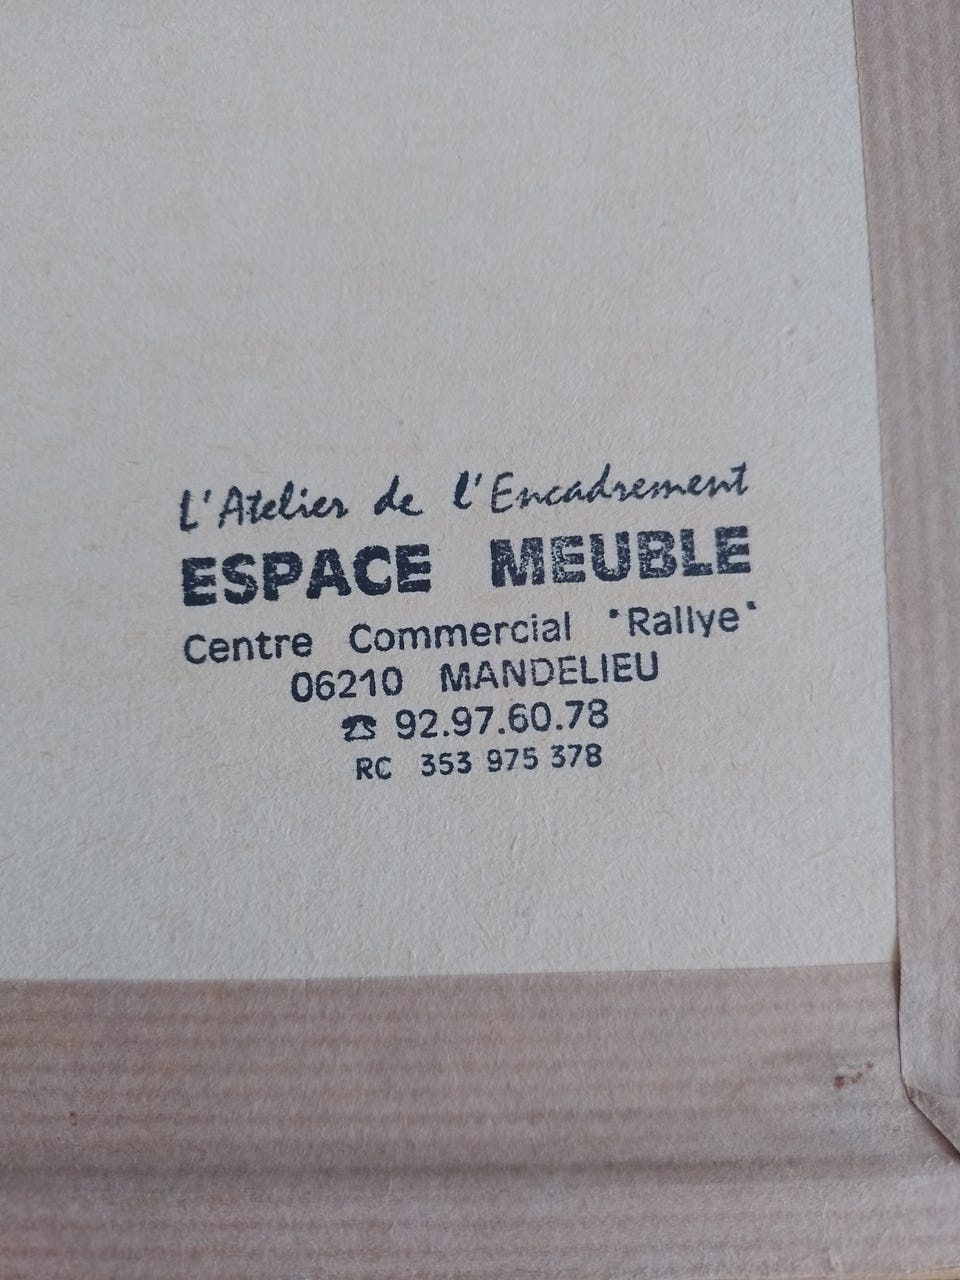 L'Atelier de l'Encadrement
ESPACE MEUBLE
Centre Commercial "Rallye"
06210 MANDELIEU
☎ 92.97.60.78
RC 353 975 378